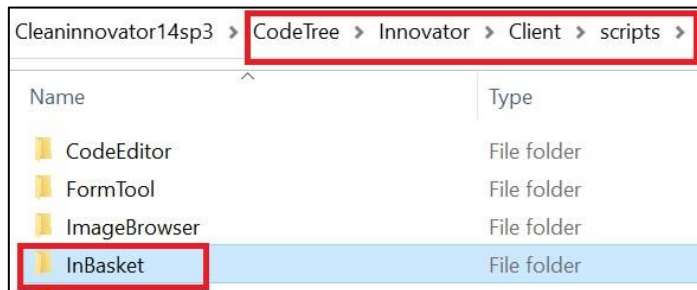 Cleaninnovator14sp3 > CodeTree > Innovator > Client > scripts >
Name Type
CodeEditor File folder
FormTool File folder
ImageBrowser File folder
InBasket File folder